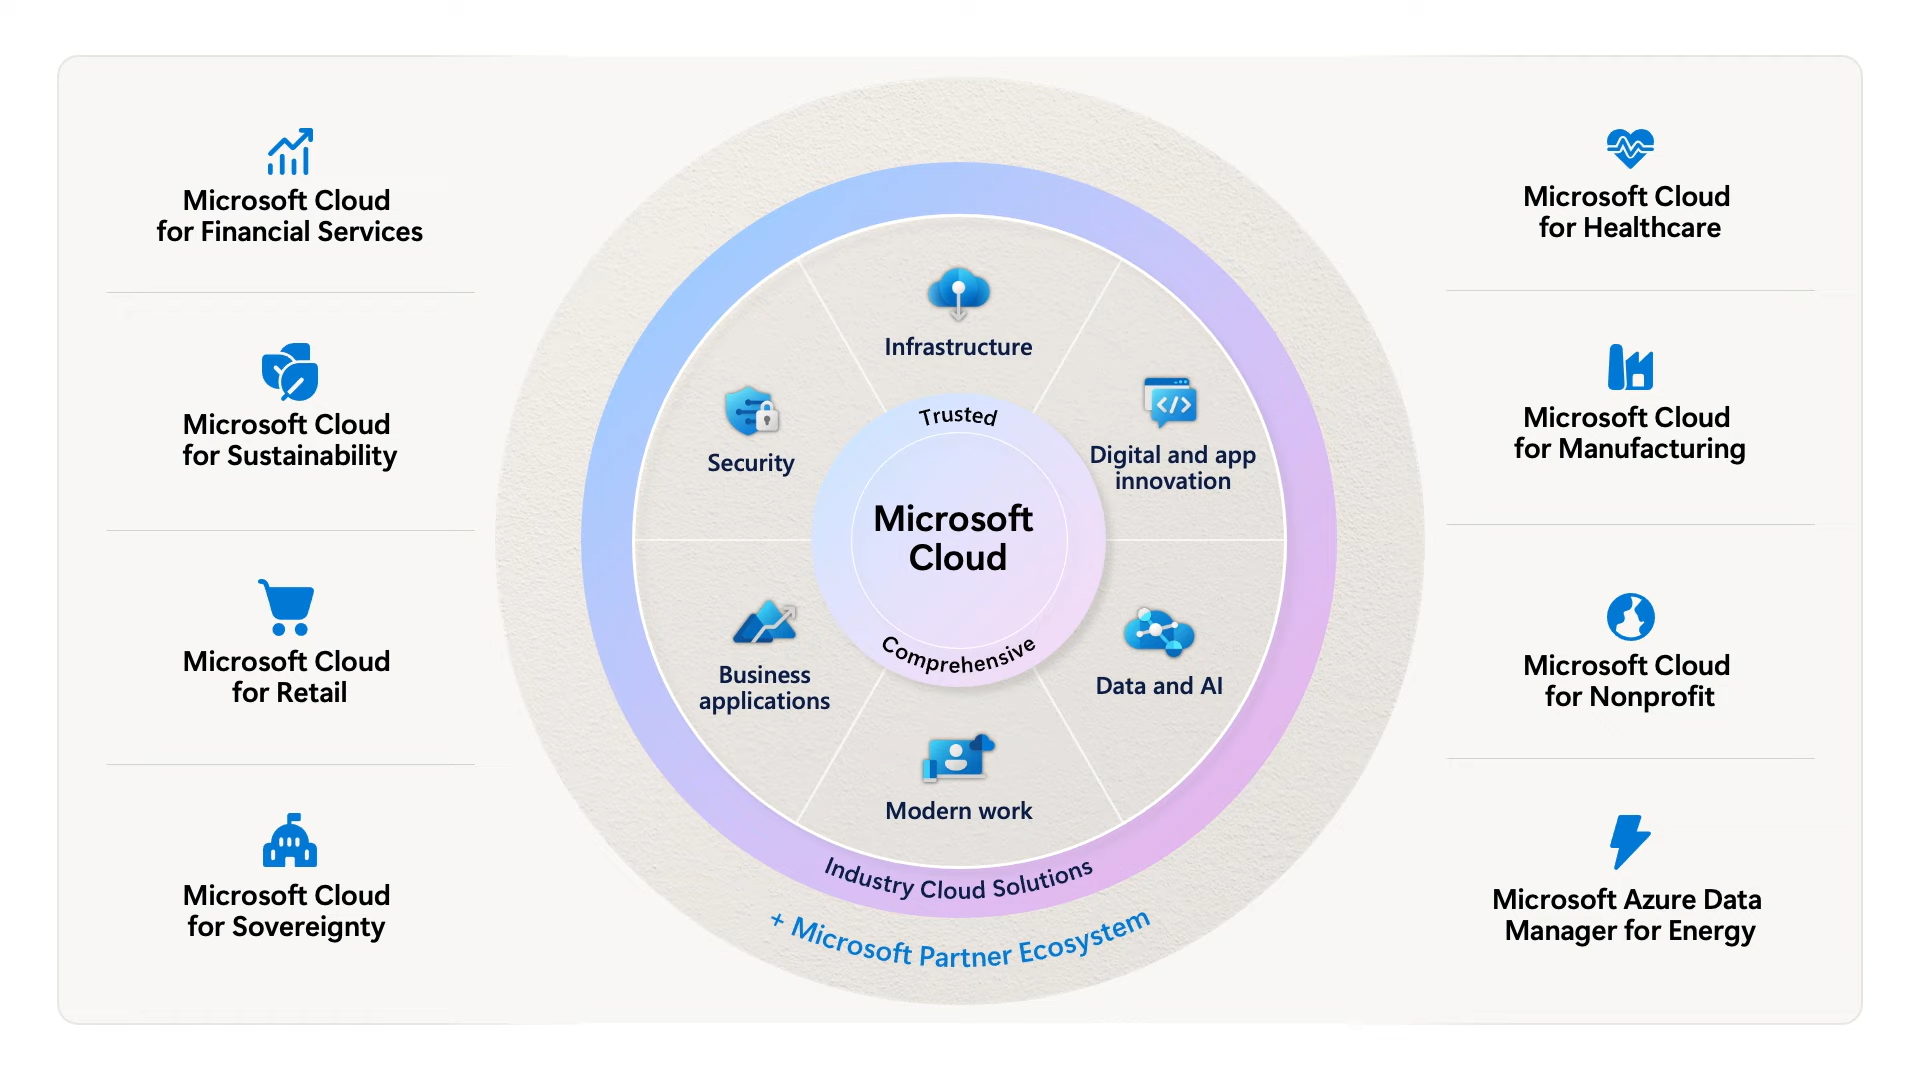 Microsoft Cloud
for Financial Services
Microsoft Cloud
for Sustainability
Microsoft Cloud
for Retail
Microsoft Cloud
for Sovereignty
Infrastructure
Security
Digital and app
innovation
Trusted
Microsoft
Cloud
Comprehensive
Business
applications
Data and AI
Modern work
Industry Cloud Solutions
+ Microsoft Partner Ecosystem
Microsoft Cloud
for Healthcare
Microsoft Cloud
for Manufacturing
Microsoft Cloud
for Nonprofit
Microsoft Azure Data
Manager for Energy